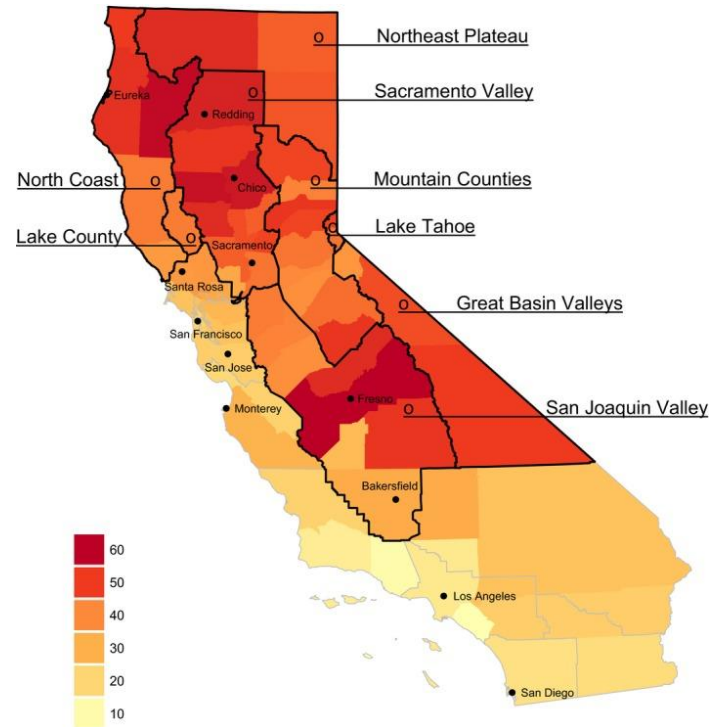 o
Northeast Plateau
Eureka
o
Sacramento Valley
Redding
North Coast
o
Chico
o
Mountain Counties
Lake County
o
Sacramento
o
Lake Tahoe
Santa Rosa
o
Great Basin Valleys
San Francisco
San Jose
Monterey
Fresno
o
San Joaquin Valley
Bakersfield
60
50
40
30
20
10
Los Angeles
San Diego